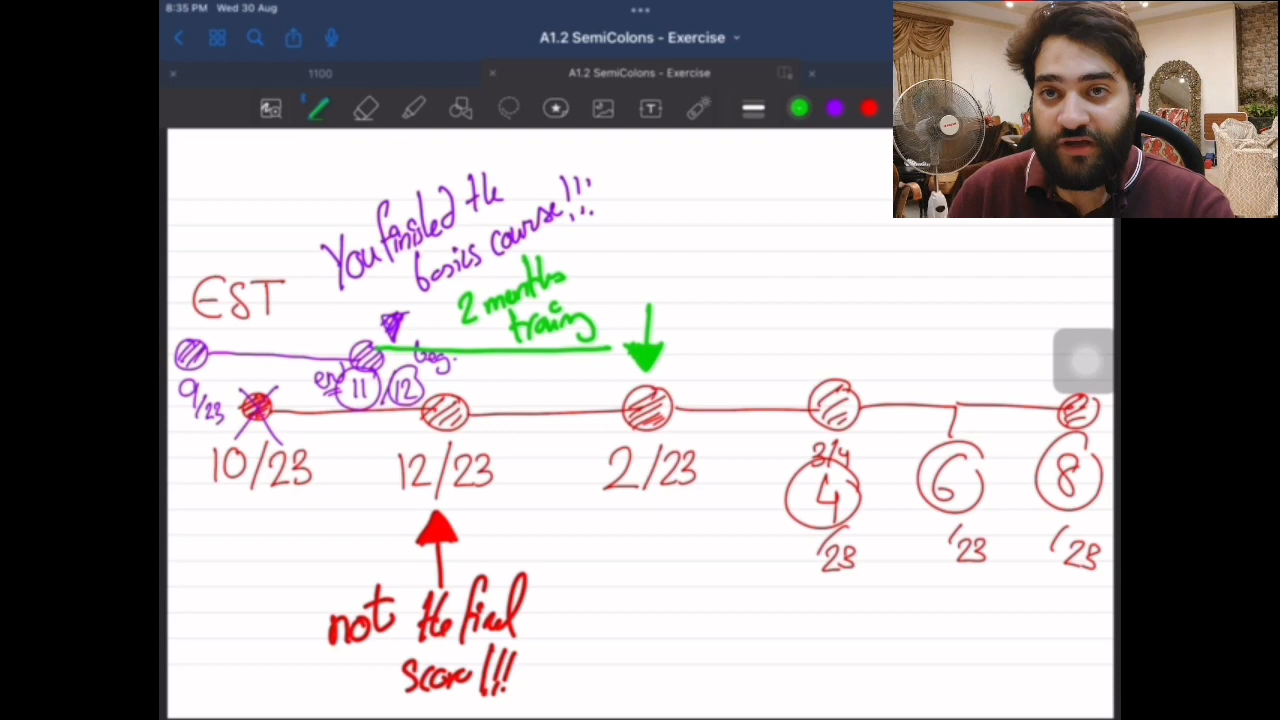 8:35 PM Wed 30 Aug
A1.2 SemiColons - Exercise
1100
A1.2 SemiColons - Exercise
You finished the
basics course!!!
EST
2 months
training
9/23
end 11 12 beg.
10/23
12/23
2/23
3/4
4
/23
6
/23
8
/23
not the final
score!!!